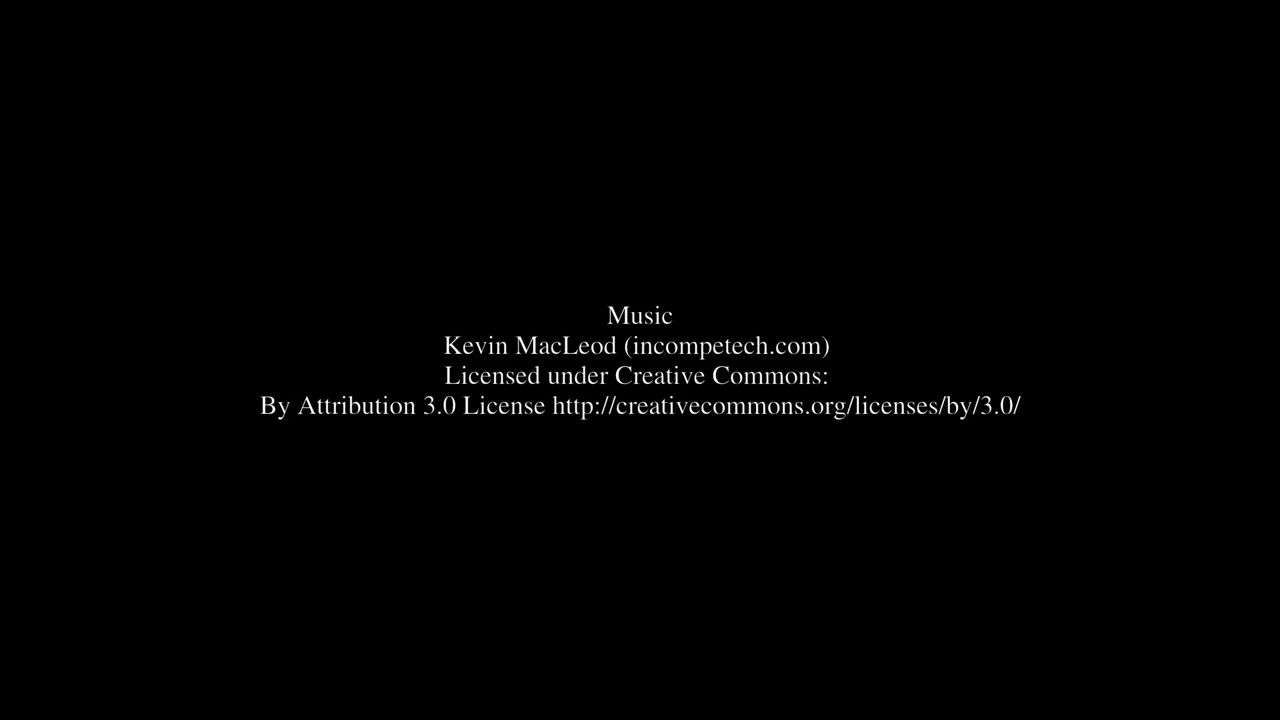 Music
Kevin MacLeod (incompetech.com)
Licensed under Creative Commons:
By Attribution 3.0 License http://creativecommons.org/licenses/by/3.0/